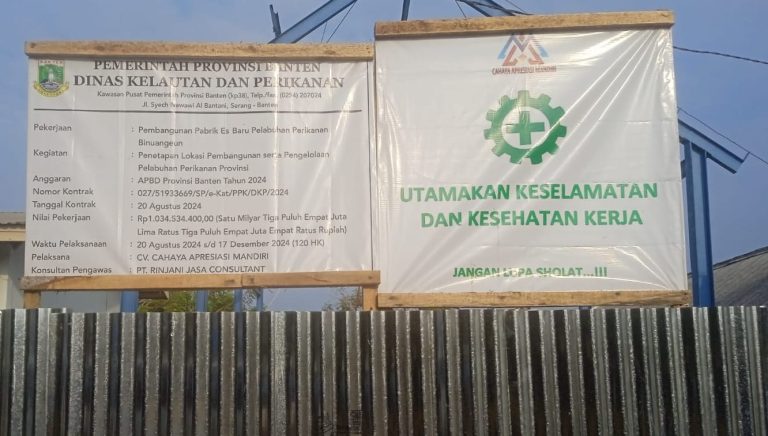 PEMERINTAH PROVINSI BANTEN
DINAS KELAUTAN DAN PERIKANAN
Kawasan Pusat Pemerintah Provinsi Banten (kp3B), Telp./fax. (0254) 207024
Jl. Syech Nawawi Al Bantani, Serang - Banten
Pekerjaan : Pembangunan Pabrik Es Baru Pelabuhan Perikanan
Binuangeun
Kegiatan : Penetapan Lokasi Pembangunan serta Pengelolaan
Pelabuhan Perikanan Provinsi
Anggaran : APBD Provinsi Banten Tahun 2024
Nomor Kontrak : 027/51933669/SP/e-Kat/PPK/DKP/2024
Tanggal Kontrak : 20 Agustus 2024
Nilai Pekerjaan : Rp1.034.534.400,00 (Satu Milyar Tiga Puluh Empat Juta
Lima Ratus Tiga Puluh Empat Juta Empat Ratus Rupiah)
Waktu Pelaksanaan : 20 Agustus 2024 s/d 17 Desember 2024 (120 HK)
Pelaksana : CV. CAHAYA APRESIASI MANDIRI
Konsultan Pengawas : PT. RINJANI JASA CONSULTANT
CAHAYA APRESIASI MANDIRI
UTAMAKAN KESELAMATAN
DAN KESEHATAN KERJA
JANGAN LUPA SHOLAT...!!!